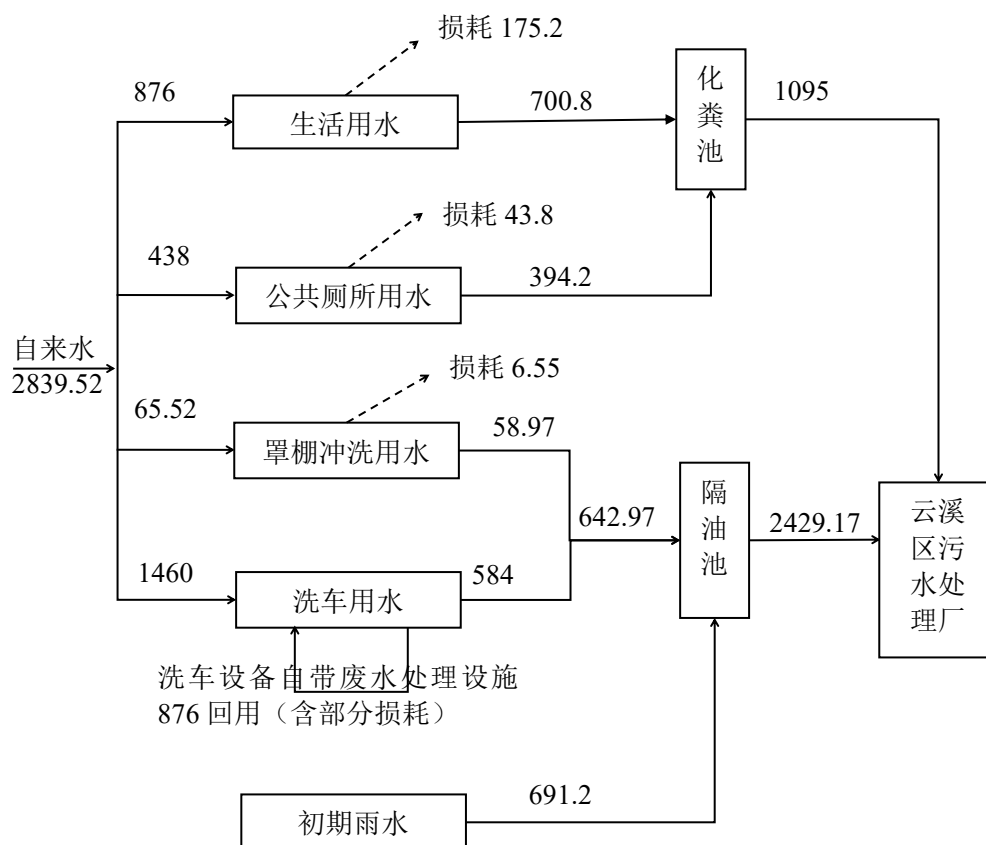 损耗 175.2
876
生活用水
700.8
化粪池
1095
损耗 43.8
438
公共厕所用水
394.2
自来水
2839.52
损耗 6.55
65.52
罩棚冲洗用水
58.97
642.97
隔油池
2429.17
云溪
区污
水处
理厂
1460
洗车用水
584
洗车设备自带废水处理设施
876 回用（含部分损耗）
初期雨水
691.2